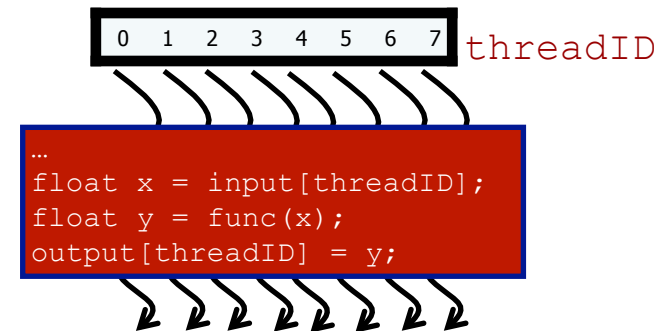 0 1 2 3 4 5 6 7 threadID
…
float x = input[threadID];
float y = func(x);
output[threadID] = y;